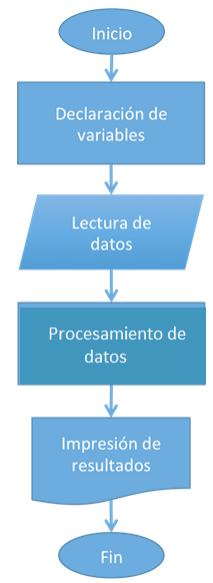 Inicio
Declaración de
variables
Lectura de
datos
Procesamiento de
datos
Impresión de
resultados
Fin